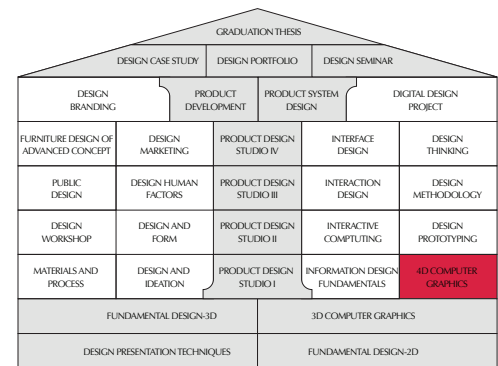 GRADUATION THESIS
DESIGN CASE STUDY
DESIGN PORTFOLIO
DESIGN SEMINAR
DESIGN
BRANDING
PRODUCT
DEVELOPMENT
PRODUCT SYSTEM
DESIGN
DIGITAL DESIGN
PROJECT
FURNITURE DESIGN OF
ADVANCED CONCEPT
DESIGN
MARKETING
PRODUCT DESIGN
STUDIO IV
INTERFACE
DESIGN
DESIGN
THINKING
PUBLIC
DESIGN
DESIGN HUMAN
FACTORS
PRODUCT DESIGN
STUDIO III
INTERACTION
DESIGN
DESIGN
METHODOLOGY
DESIGN
WORKSHOP
DESIGN AND
FORM
PRODUCT DESIGN
STUDIO II
INTERACTIVE
COMPTUTING
DESIGN
PROTOTYPING
MATERIALS AND
PROCESS
DESIGN AND
IDEATION
PRODUCT DESIGN
STUDIO I
INFORMATION DESIGN
FUNDAMENTALS
4D COMPUTER
GRAPHICS
FUNDAMENTAL DESIGN-3D
3D COMPUTER GRAPHICS
DESIGN PRESENTATION TECHNIQUES
FUNDAMENTAL DESIGN-2D